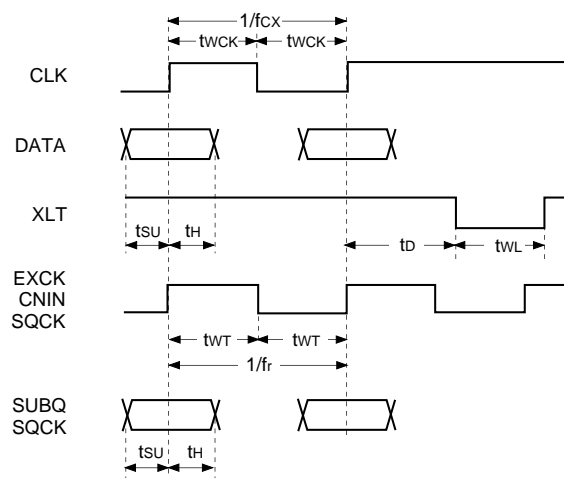 1/fCX
tWCK tWCK
CLK
DATA
XLT
tSU tH
tD tWL
EXCK
CNIN
SQCK
tWT tWT
1/fr
SUBQ
SQCK
tSU tH